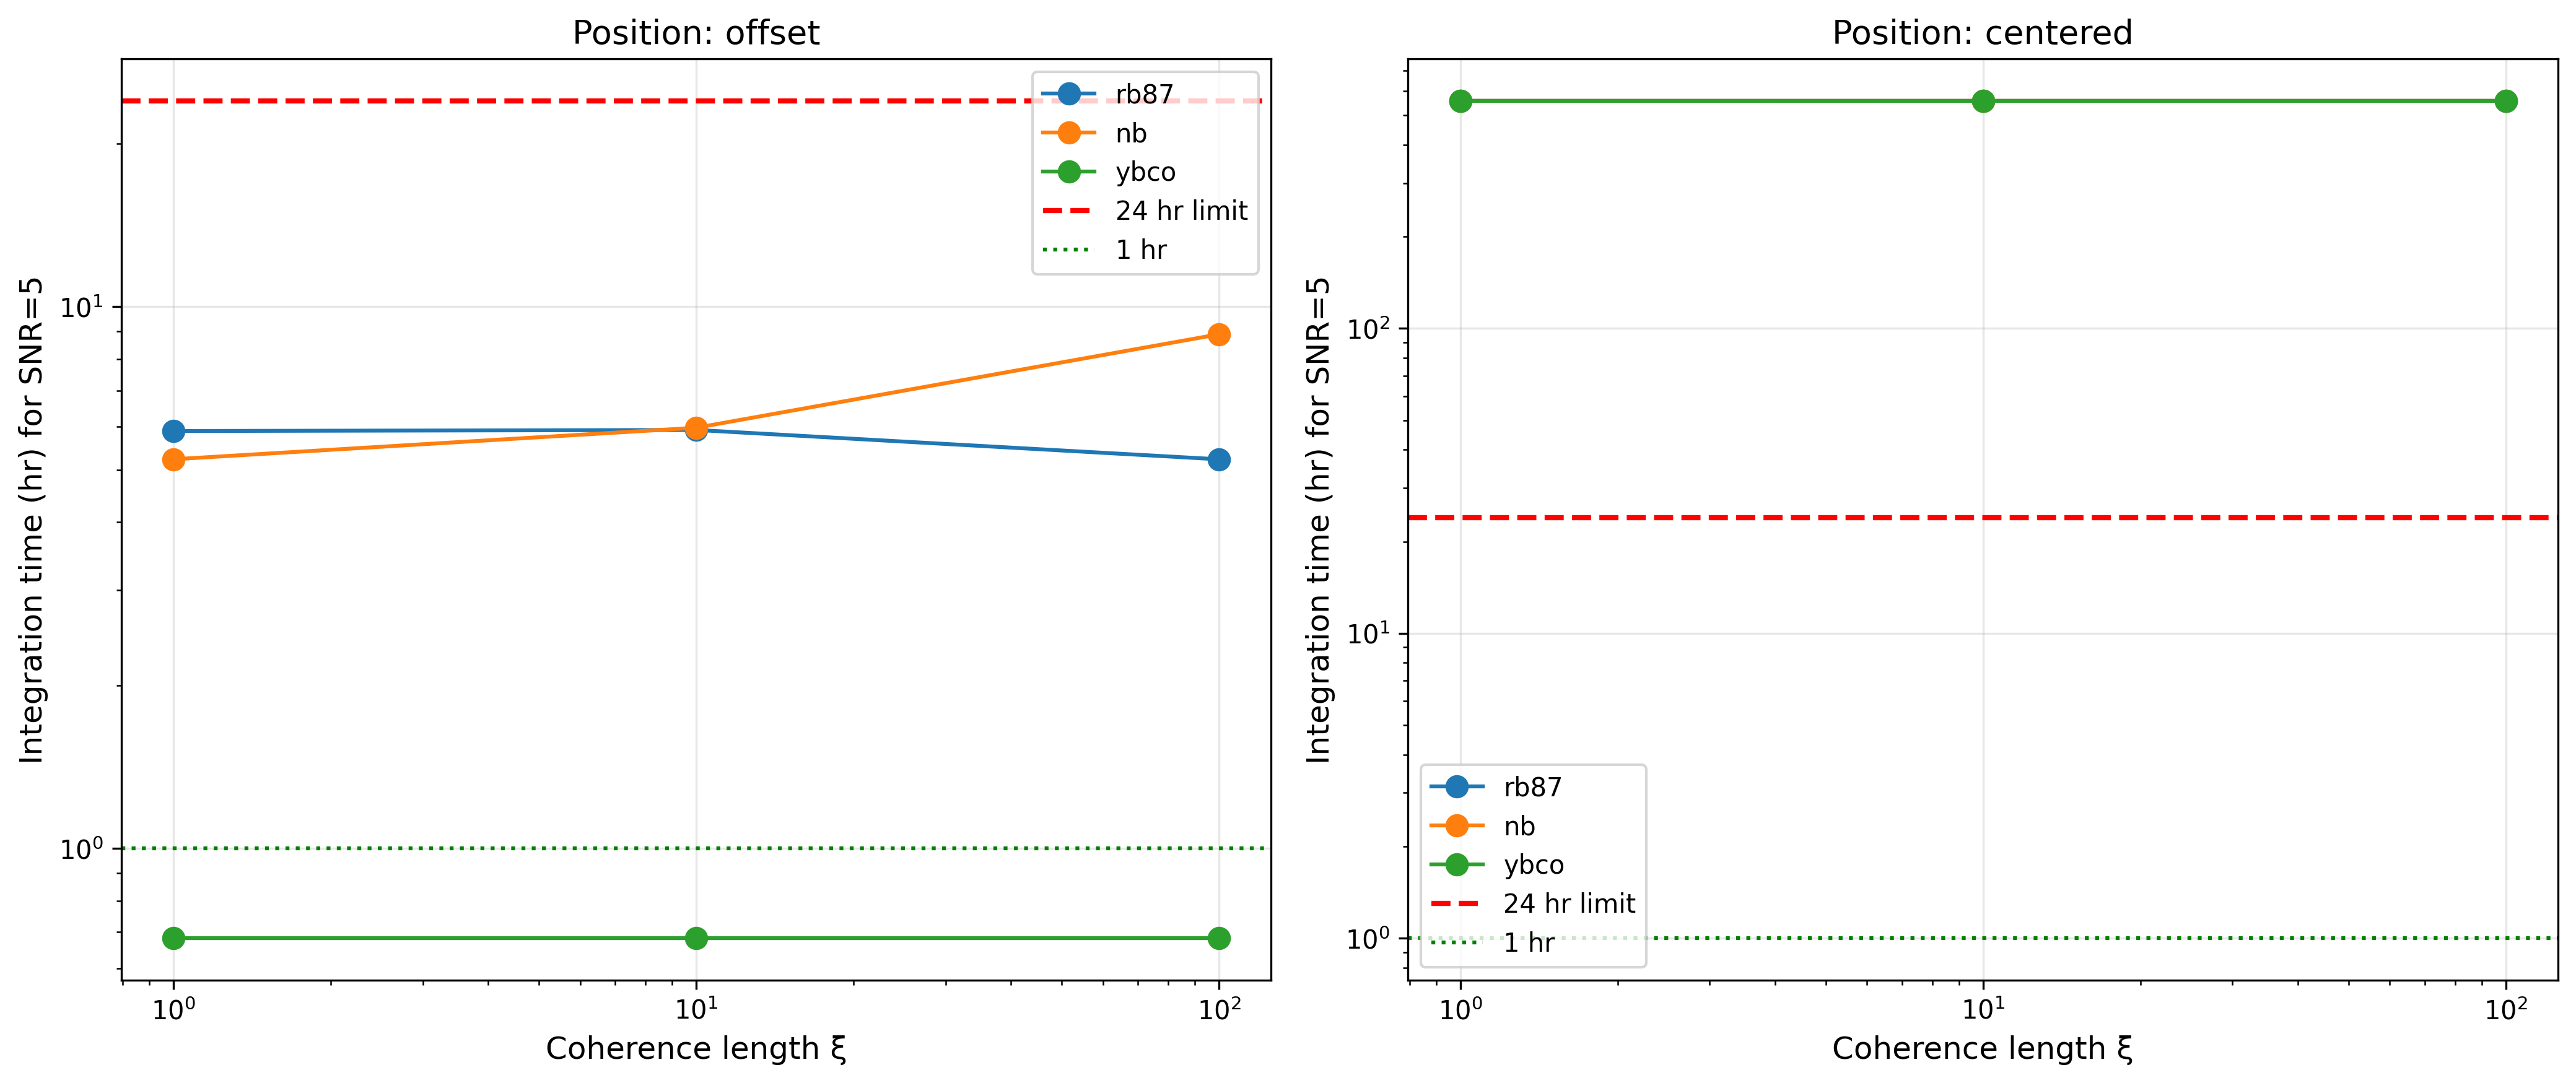 Position: offset
Integration time (hr) for SNR=5
10¹
10⁰
rb87
nb
ybco
24 hr limit
1 hr
10⁰
10¹
10²
Coherence length ξ
Position: centered
Integration time (hr) for SNR=5
10²
10¹
10⁰
rb87
nb
ybco
24 hr limit
1 hr
10⁰
10¹
10²
Coherence length ξ